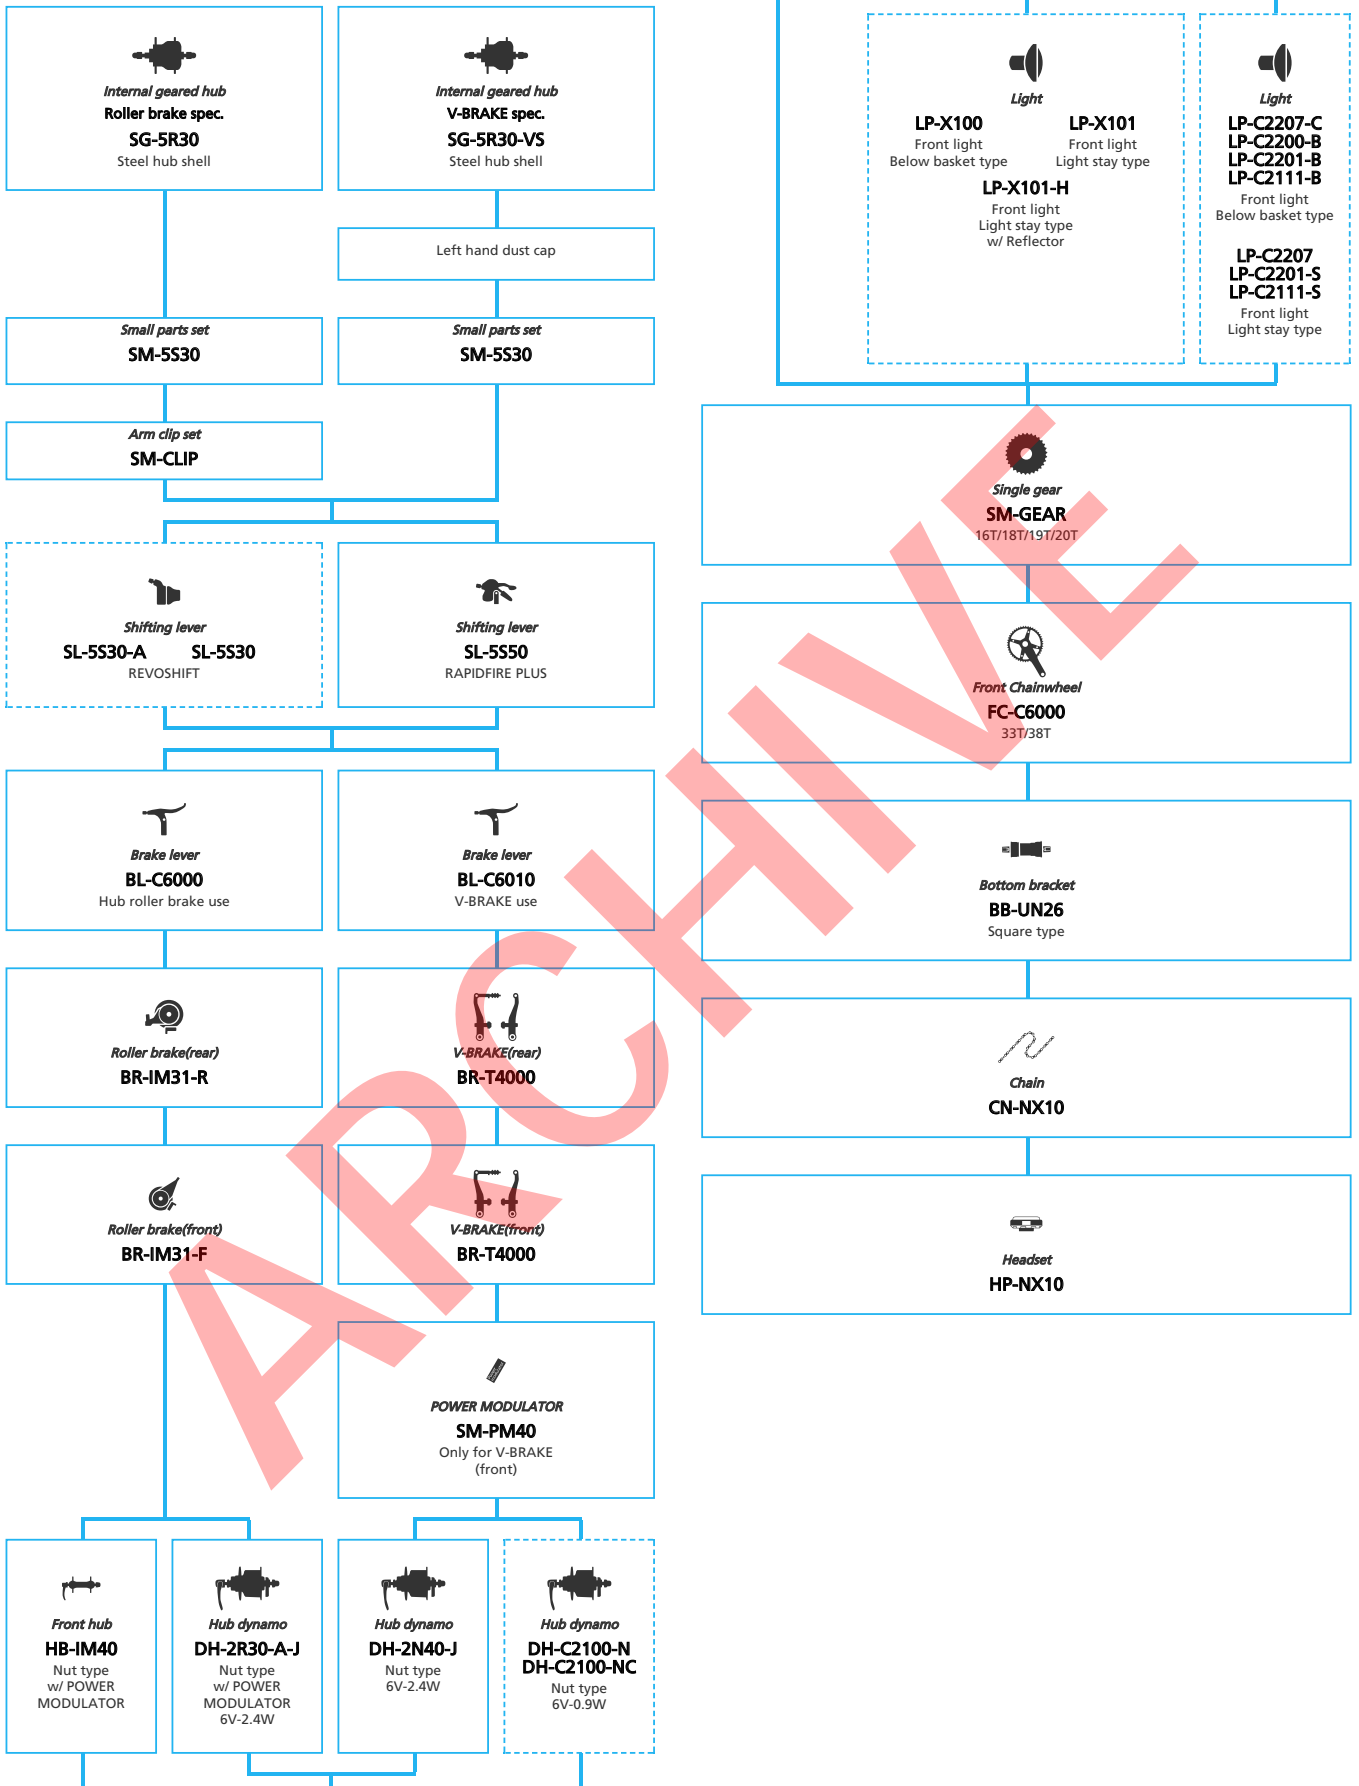 Internal geared hub
Roller brake spec.
SG-5R30
Steel hub shell
Internal geared hub
V-BRAKE spec.
SG-5R30-VS
Steel hub shell
Left hand dust cap
Small parts set
SM-5S30
Small parts set
SM-5S30
Arm clip set
SM-CLIP
Shifting lever
SL-5S30-A SL-5S30
REVOSHIFT
Shifting lever
SL-5S50
RAPIDFIRE PLUS
Brake lever
BL-C6000
Hub roller brake use
Brake lever
BL-C6010
V-BRAKE use
Roller brake(rear)
BR-IM31-R
V-BRAKE(rear)
BR-T4000
Roller brake(front)
BR-IM31-F
V-BRAKE(front)
BR-T4000
POWER MODULATOR
SM-PM40
Only for V-BRAKE
(front)
Front hub
HB-IM40
Nut type
w/ POWER
MODULATOR
Hub dynamo
DH-2R30-A-J
Nut type
w/ POWER
MODULATOR
6V-2.4W
Hub dynamo
DH-2N40-J
Nut type
6V-2.4W
Hub dynamo
DH-C2100-N
DH-C2100-NC
Nut type
6V-0.9W
Light
LP-X100
Front light
Below basket type
LP-X101
Front light
Light stay type
LP-X101-H
Front light
Light stay type
w/ Reflector
Light
LP-C2207-C
LP-C2200-B
LP-C2201-B
LP-C2111-B
Front light
Below basket type
LP-C2207
LP-C2201-S
LP-C2111-S
Front light
Light stay type
Single gear
SM-GEAR
16T/18T/19T/20T
Front Chainwheel
FC-C6000
33T/38T
Bottom bracket
BB-UN26
Square type
Chain
CN-NX10
Headset
HP-NX10
ARCHIVE